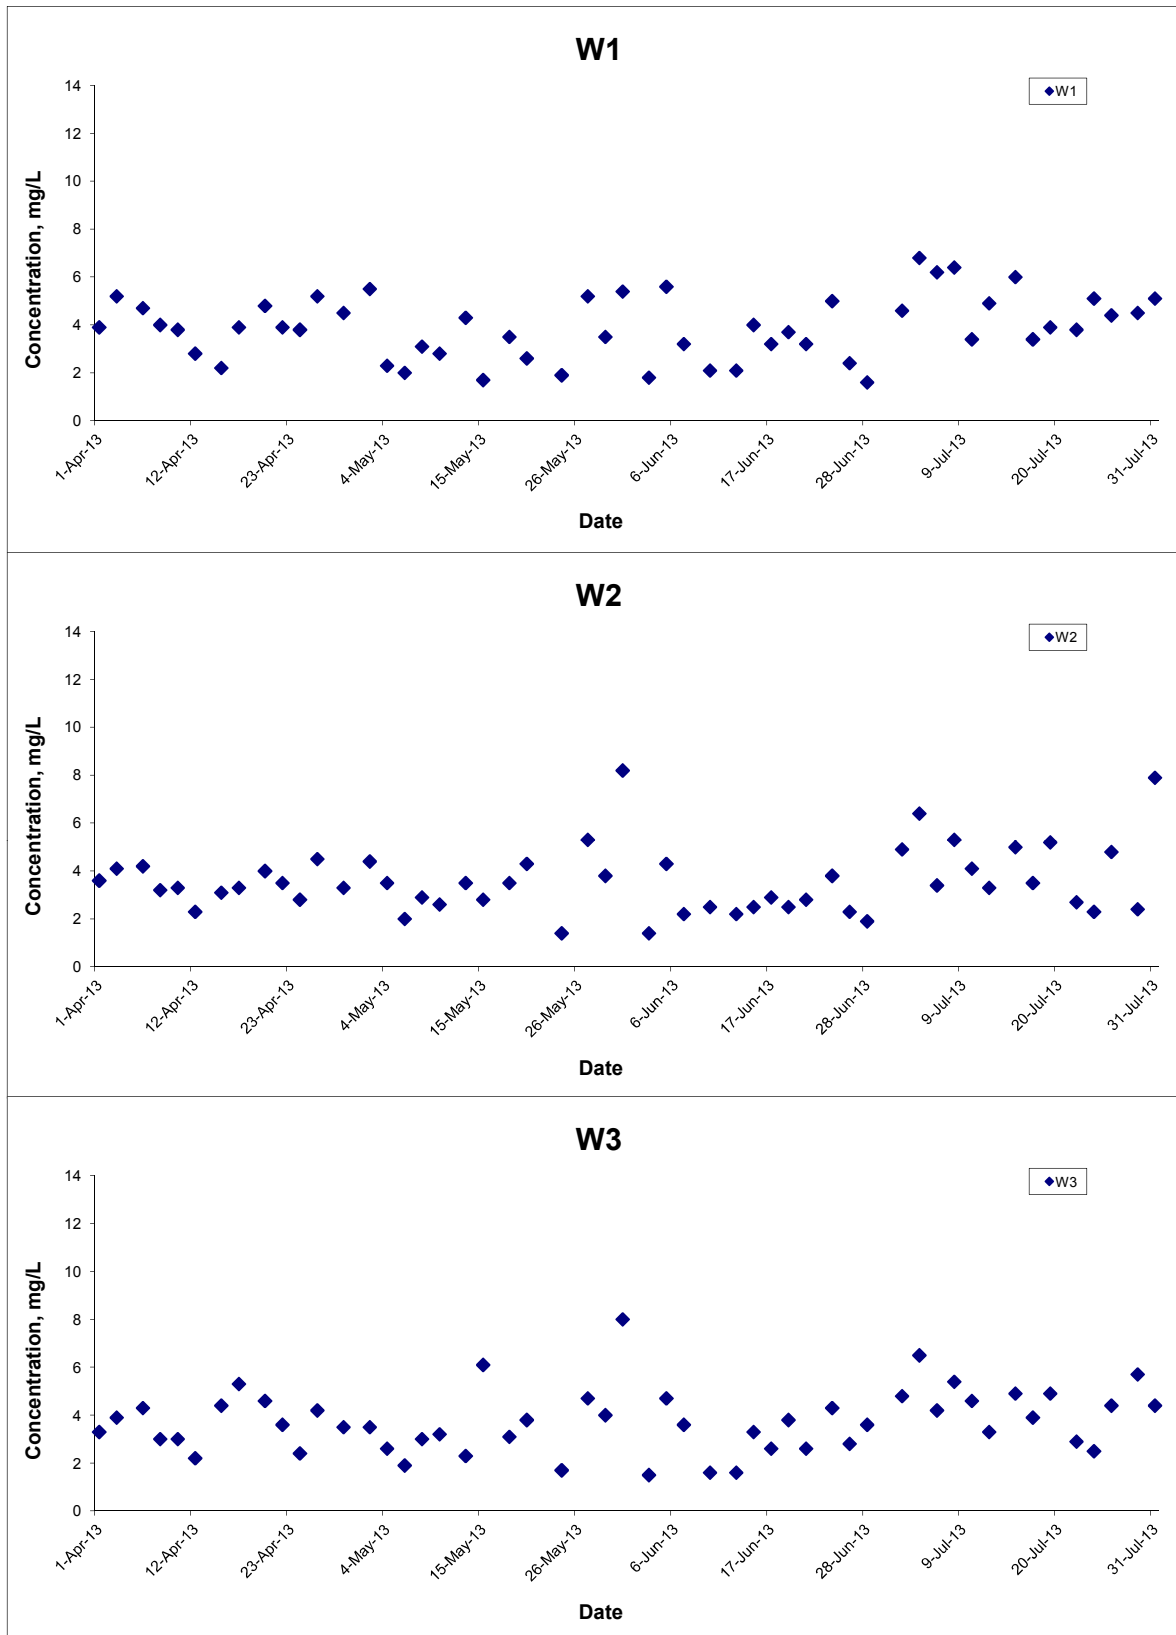 W1
W1
14
12
10
8
6
4
2
0
Concentration, mg/L
1-Apr-13
12-Apr-13
23-Apr-13
4-May-13
15-May-13
26-May-13
6-Jun-13
17-Jun-13
28-Jun-13
9-Jul-13
20-Jul-13
31-Jul-13
Date
W2
W2
14
12
10
8
6
4
2
0
Concentration, mg/L
1-Apr-13
12-Apr-13
23-Apr-13
4-May-13
15-May-13
26-May-13
6-Jun-13
17-Jun-13
28-Jun-13
9-Jul-13
20-Jul-13
31-Jul-13
Date
W3
W3
14
12
10
8
6
4
2
0
Concentration, mg/L
1-Apr-13
12-Apr-13
23-Apr-13
4-May-13
15-May-13
26-May-13
6-Jun-13
17-Jun-13
28-Jun-13
9-Jul-13
20-Jul-13
31-Jul-13
Date